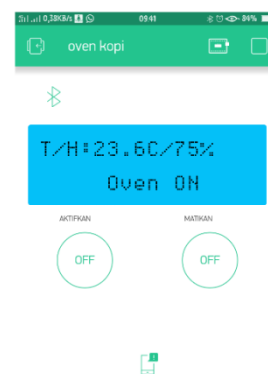 0,38KB/s 09:41 84%
oven kopi
T/H:23.6C/75%
Oven ON
AKTIFKAN MATIKAN
OFF OFF